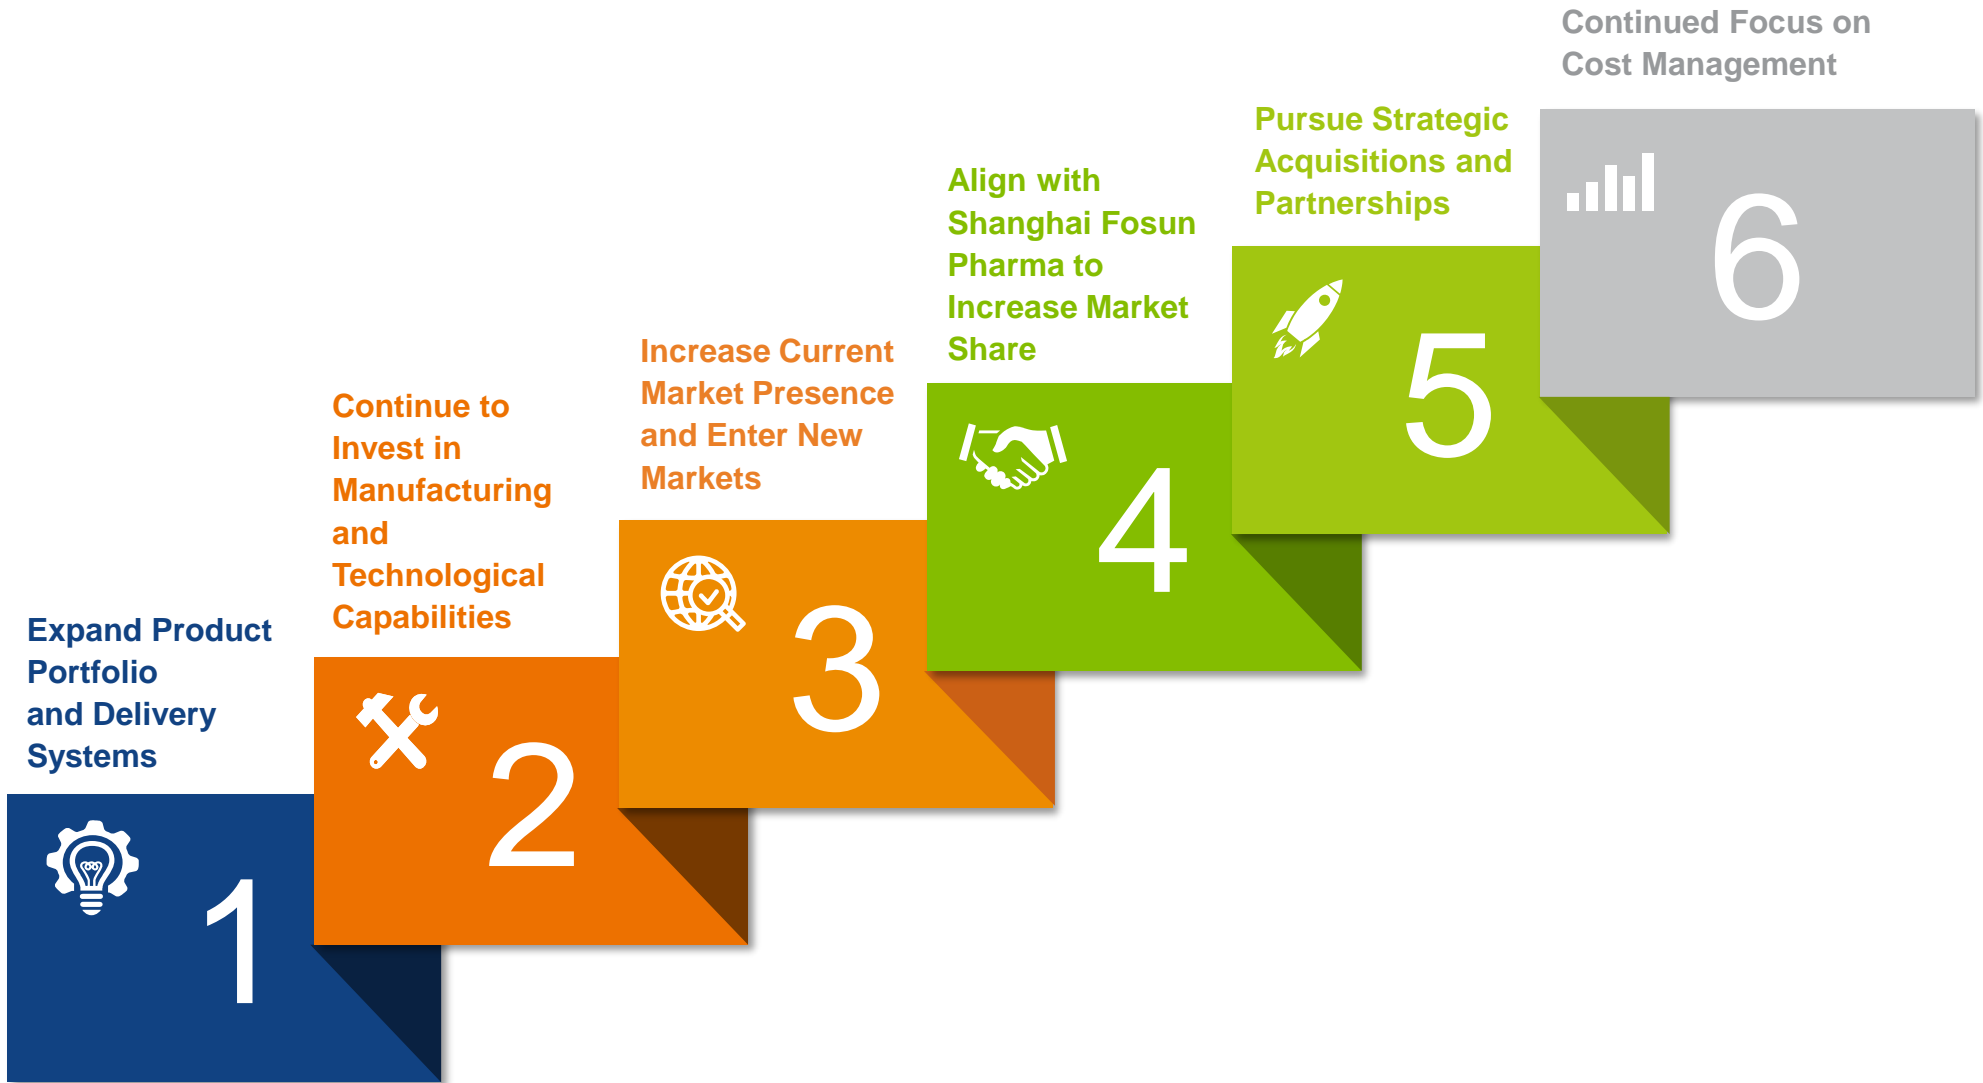 Expand Product
Portfolio
and Delivery
Systems
1
Continue to
Invest in
Manufacturing
and
Technological
Capabilities
2
Increase Current
Market Presence
and Enter New
Markets
3
Align with
Shanghai Fosun
Pharma to
Increase Market
Share
4
Pursue Strategic
Acquisitions and
Partnerships
5
Continued Focus on
Cost Management
6